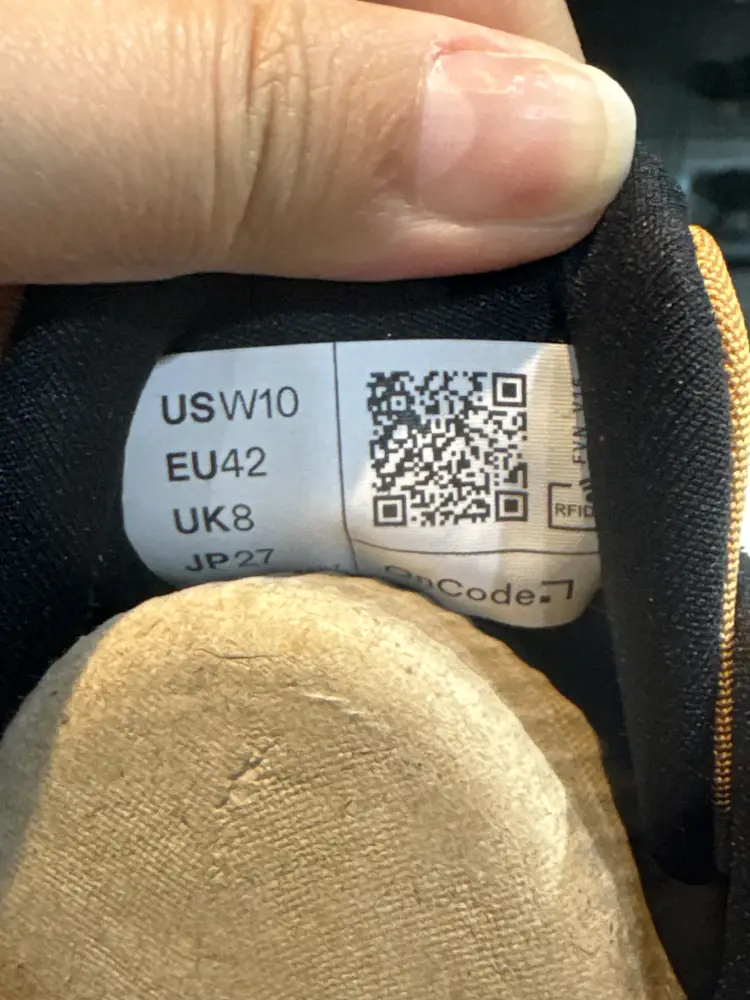 USW10
EU42
UK8
JP27
RFID
OnCode